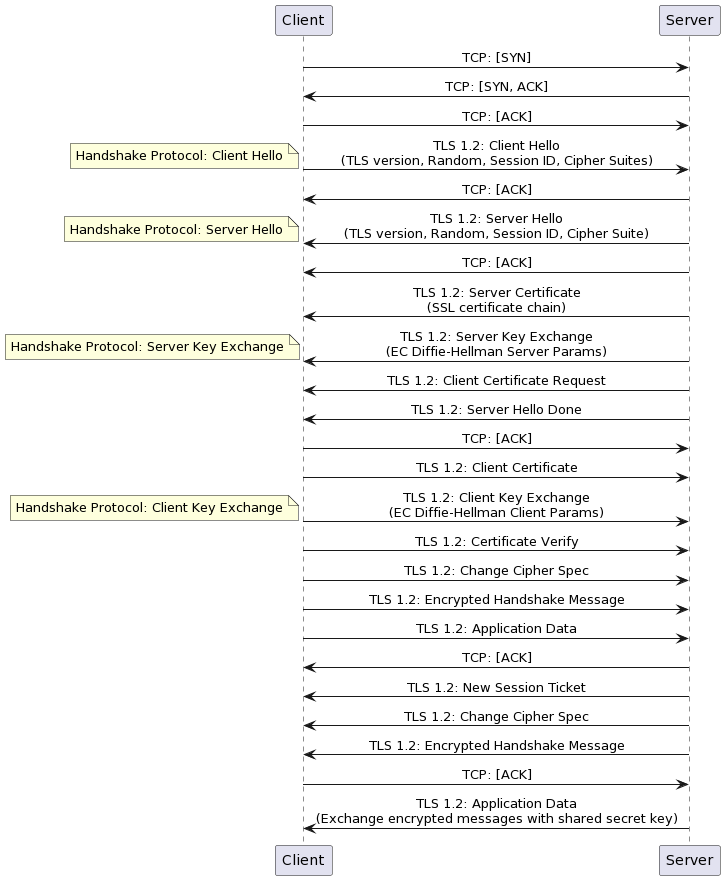 Client
Server
TCP: [SYN]
TCP: [SYN, ACK]
TCP: [ACK]
Handshake Protocol: Client Hello
TLS 1.2: Client Hello
(TLS version, Random, Session ID, Cipher Suites)
TCP: [ACK]
Handshake Protocol: Server Hello
TLS 1.2: Server Hello
(TLS version, Random, Session ID, Cipher Suite)
TCP: [ACK]
TLS 1.2: Server Certificate
(SSL certificate chain)
Handshake Protocol: Server Key Exchange
TLS 1.2: Server Key Exchange
(EC Diffie-Hellman Server Params)
TLS 1.2: Client Certificate Request
TLS 1.2: Server Hello Done
TCP: [ACK]
TLS 1.2: Client Certificate
Handshake Protocol: Client Key Exchange
TLS 1.2: Client Key Exchange
(EC Diffie-Hellman Client Params)
TLS 1.2: Certificate Verify
TLS 1.2: Change Cipher Spec
TLS 1.2: Encrypted Handshake Message
TLS 1.2: Application Data
TCP: [ACK]
TLS 1.2: New Session Ticket
TLS 1.2: Change Cipher Spec
TLS 1.2: Encrypted Handshake Message
TCP: [ACK]
TLS 1.2: Application Data
(Exchange encrypted messages with shared secret key)
Client
Server